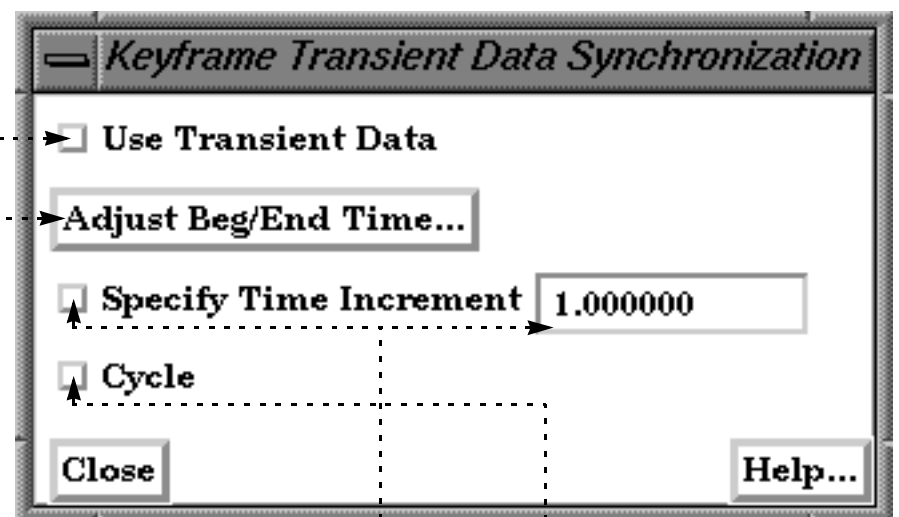 Keyframe Transient Data Synchronization
Use Transient Data
Adjust Beg/End Time...
Specify Time Increment 1.000000
Cycle
Close Help...